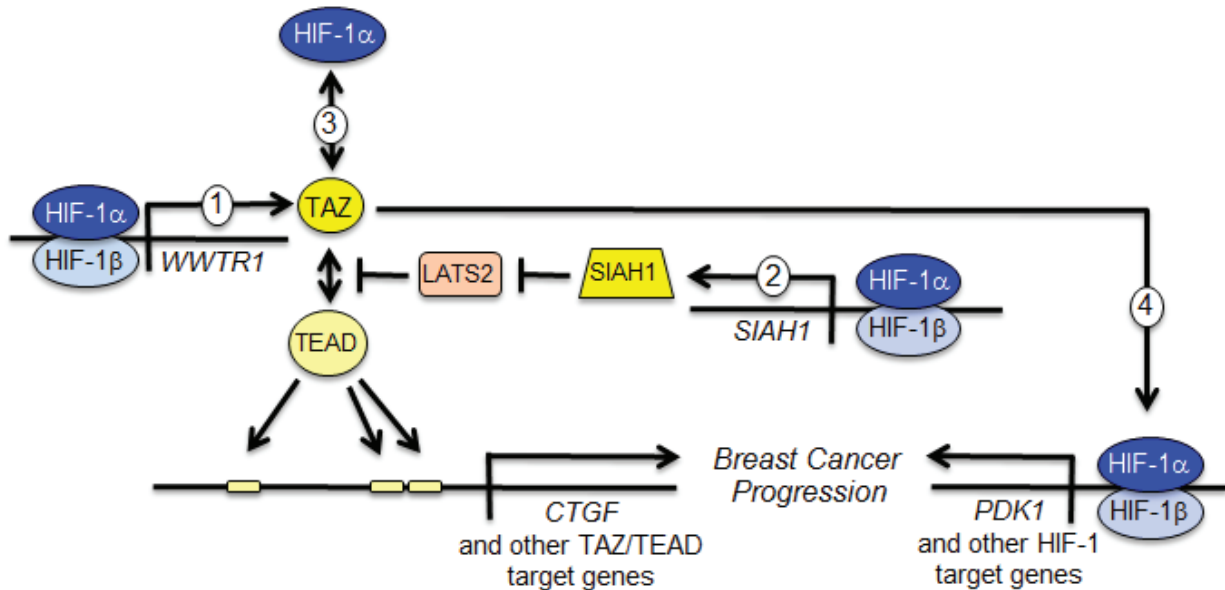 HIF-1α
3
HIF-1α
1
TAZ
HIF-1β
WWTR1
LATS2
SIAH1
2
HIF-1α
SIAH1
HIF-1β
4
TEAD
HIF-1α
Breast Cancer
Progression
CTGF
and other TAZ/TEAD
target genes
PDK1
and other HIF-1
target genes
HIF-1β